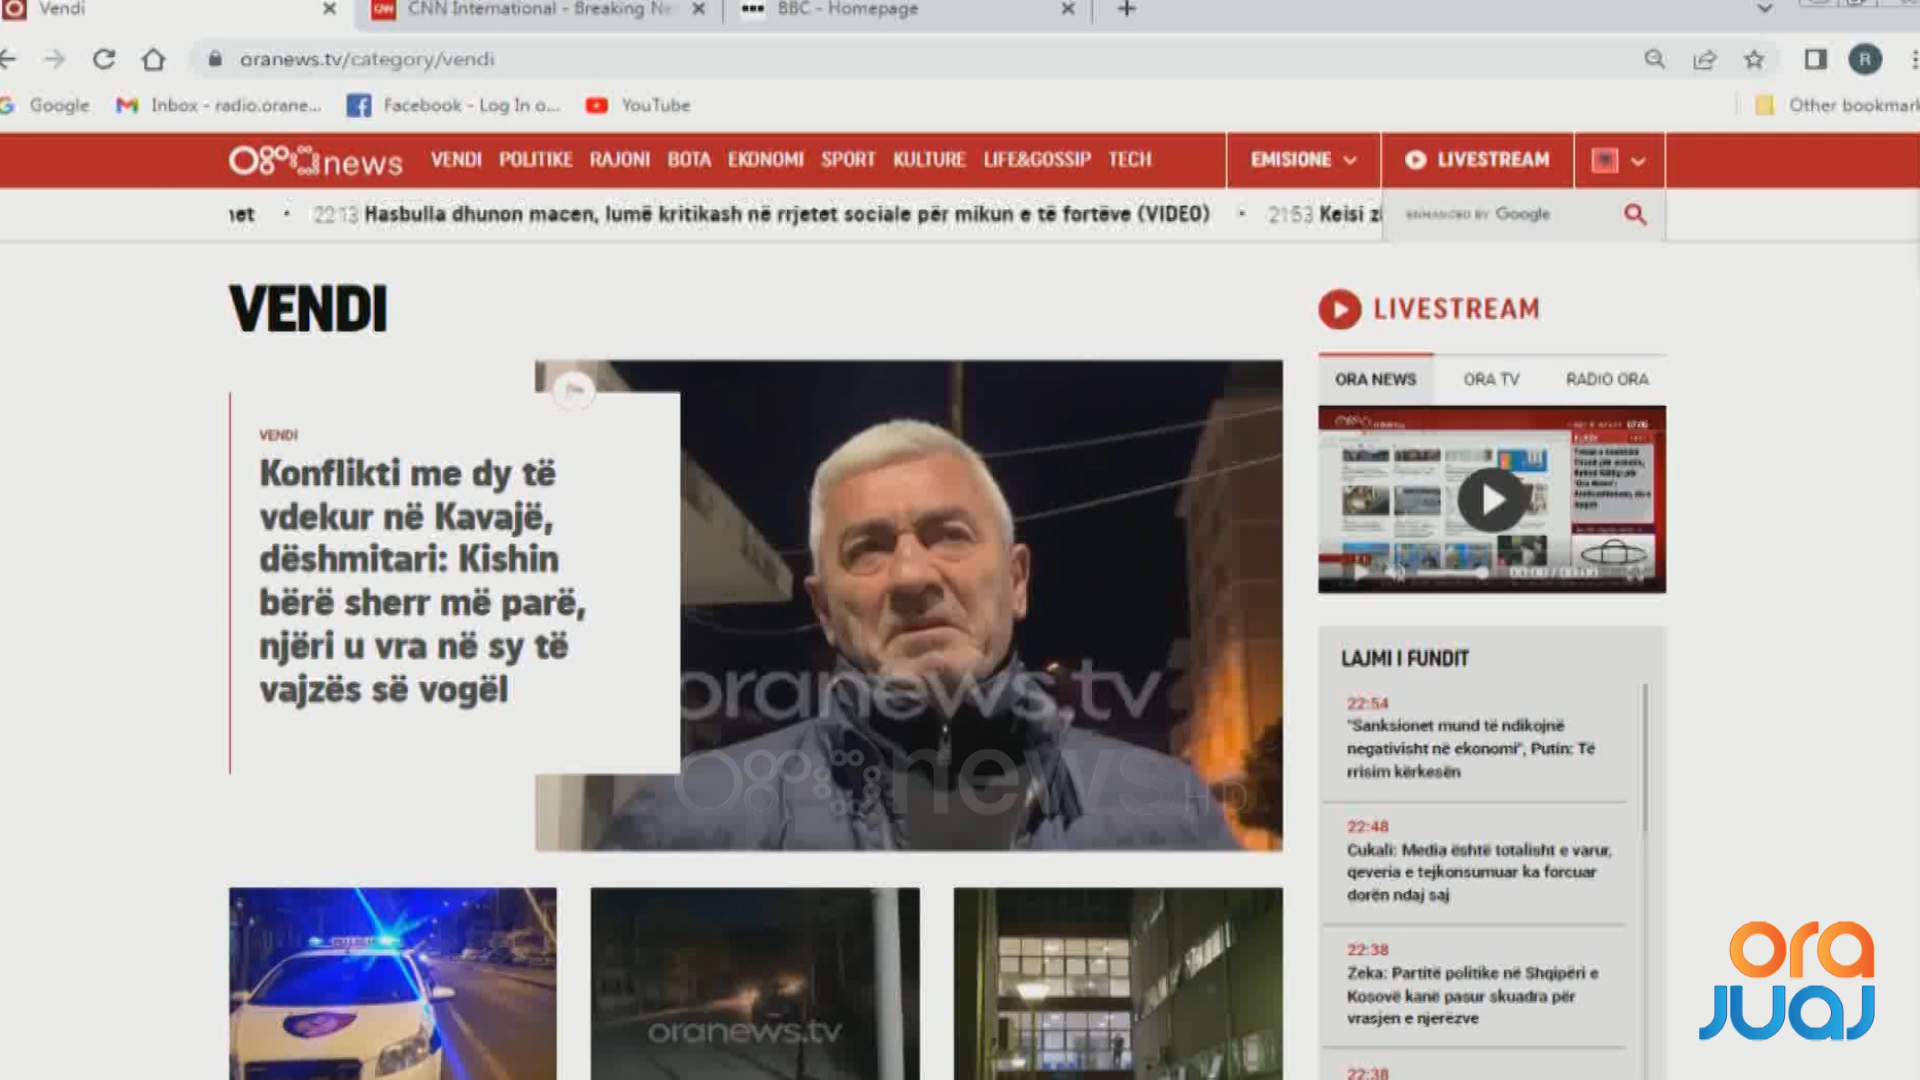 Vendi
CNN International - Breaking Ne
BBC - Homepage
oranews.tv/category/vendi
R
Google
Inbox - radio.orane...
Facebook - Log In o...
YouTube
Other bookmark
ora news
VENDI POLITIKE RAJONI BOTA EKONOMI SPORT KULTURE LIFE&GOSSIP TECH
EMISIONE
LIVESTREAM
net • 22:13 Hasbulla dhunon macen, lumë kritikash në rrjetet sociale për mikun e të fortëve (VIDEO) • 21:53 Keisi z
ENHANCED BY Google
VENDI
VENDI
Konflikti me dy të
vdekur në Kavajë,
dëshmitari: Kishin
bërë sherr më parë,
njëri u vra në sy të
vajzës së vogël
oranews.tv
ora news HD
oranews.tv
LIVESTREAM
ORA NEWS
ORA TV
RADIO ORA
LAJMI I FUNDIT
22:54
"Sanksionet mund të ndikojnë
negativisht në ekonomi", Putin: Të
rrisim kërkesën
22:48
Cukali: Media është totalisht e varur,
qeveria e tejkonsumuar ka forcuar
dorën ndaj saj
22:38
Zeka: Partitë politike në Shqipëri e
Kosovë kanë pasur skuadra për
vrasjen e njerëzve
22:38
ora
JUAJ